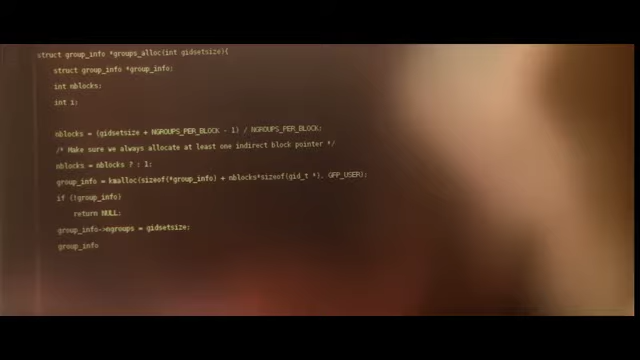 struct group_info *groups_alloc(int gidsetsize){
struct group_info *group_info;
int nblocks;
int i;
nblocks = (gidsetsize + NGROUPS_PER_BLOCK - 1) / NGROUPS_PER_BLOCK;
/* Make sure we always allocate at least one indirect block pointer */
nblocks = nblocks ? : 1;
group_info = kmalloc(sizeof(*group_info) + nblocks*sizeof(gid_t *), GFP_USER);
if (!group_info)
return NULL;
group_info->ngroups = gidsetsize;
group_info